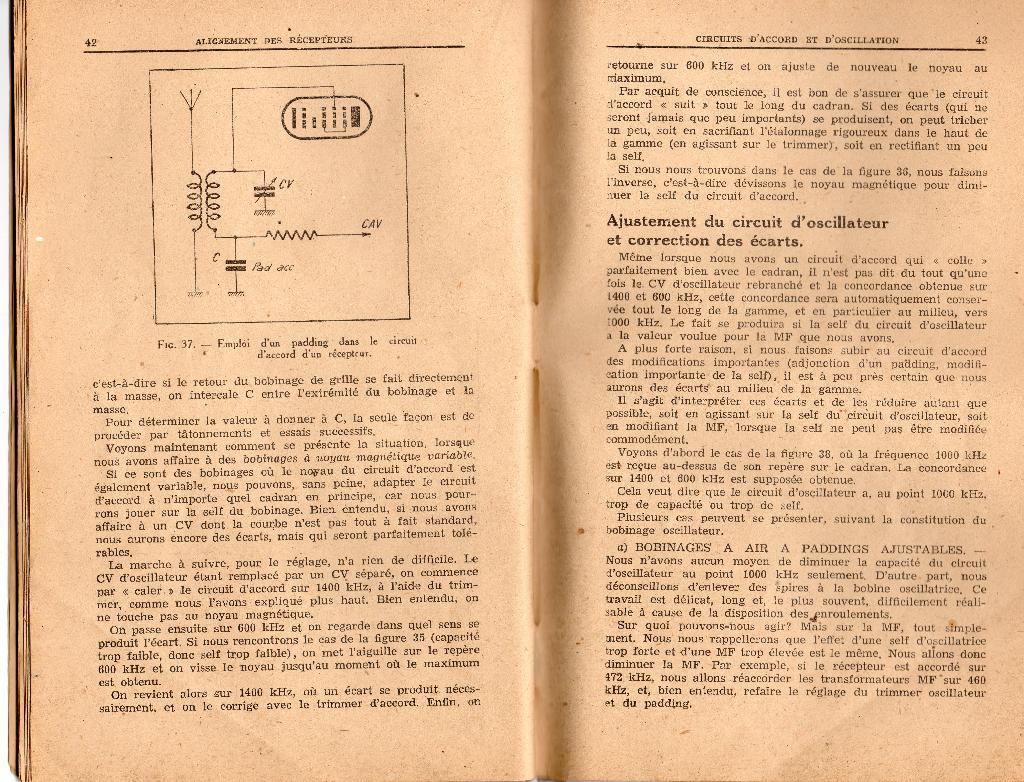 42 ALIGNEMENT DES RÉCEPTEURS
CV
CAV
C
Pad acc
FIG. 37. — Emploi d'un padding dans le circuit
d'accord d'un récepteur.
c'est-à-dire si le retour du bobinage de grille se fait directement
à la masse, on intercale C entre l'extrémité du bobinage et la
masse.
Pour déterminer la valeur à donner à C, la seule façon est de
procéder par tâtonnements et essais successifs.
Voyons maintenant comment se présente la situation, lorsque
nous avons affaire à des bobinages à noyau magnétique variable.
Si ce sont des bobinages où le noyau du circuit d'accord est
également variable, nous pouvons, sans peine, adapter le circuit
d'accord à n'importe quel cadran en principe, car nous pour-
rons jouer sur la self du bobinage. Bien entendu, si nous avons
affaire à un CV dont la courbe n'est pas tout à fait standard,
nous aurons encore des écarts, mais qui seront parfaitement tolé-
rables.
La marche à suivre, pour le réglage, n'a rien de difficile. Le
CV d'oscillateur étant remplacé par un CV séparé, on commence
par « caler » le circuit d'accord sur 1400 kHz, à l'aide du trim-
mer, comme nous l'avons expliqué plus haut. Bien entendu, on
ne touche pas au noyau magnétique.
On passe ensuite sur 600 kHz et on regarde dans quel sens se
produit l'écart. Si nous rencontrons le cas de la figure 35 (capacité
trop faible, donc self trop faible), on met l'aiguille sur le repère
600 kHz et on visse le noyau jusqu'au moment où le maximum
est obtenu.
On revient alors sur 1400 kHz, où un écart se produit néces-
sairement, et on le corrige avec le trimmer d'accord. Enfin, on
CIRCUITS D'ACCORD ET D'OSCILLATION 43
retourne sur 600 kHz et on ajuste de nouveau le noyau au
maximum.
Par acquit de conscience, il est bon de s'assurer que le circuit
d'accord « suit » tout le long du cadran. Si des écarts (qui ne
seront jamais que peu importants) se produisent, on peut tricher
un peu, soit en sacrifiant l'étalonnage rigoureux dans le haut de
la gamme (en agissant sur le trimmer), soit en rectifiant un peu
la self.
Si nous nous trouvons dans le cas de la figure 36, nous faisons
l'inverse, c'est-à-dire dévissons le noyau magnétique pour dimi-
nuer la self du circuit d'accord.
Ajustement du circuit d'oscillateur
et correction des écarts.
Même lorsque nous avons un circuit d'accord qui « colle »
parfaitement bien avec le cadran, il n'est pas dit du tout qu'une
fois le CV d'oscillateur rebranché et la concordance obtenue sur
1400 et 600 kHz, cette concordance sera automatiquement conser-
vée tout le long de la gamme, et en particulier au milieu, vers
1000 kHz. Le fait se produira si la self du circuit d'oscillateur
a la valeur voulue pour la MF que nous avons.
A plus forte raison, si nous faisons subir au circuit d'accord
des modifications importantes (adjonction d'un padding, modifi-
cation importante de la self), il est à peu près certain que nous
aurons des écarts au milieu de la gamme.
Il s'agit d'interpréter ces écarts et de les réduire autant que
possible, soit en agissant sur la self du circuit d'oscillateur, soit
en modifiant la MF, lorsque la self ne peut pas être modifiée
commodément.
Voyons d'abord le cas de la figure 38, où la fréquence 1000 kHz
est reçue au-dessus de son repère sur le cadran. La concordance
sur 1400 et 600 kHz est supposée obtenue.
Cela veut dire que le circuit d'oscillateur a, au point 1000 kHz,
trop de capacité ou trop de self.
Plusieurs cas peuvent se présenter, suivant la constitution du
bobinage oscillateur.
a) BOBINAGES A AIR A PADDINGS AJUSTABLES. —
Nous n'avons aucun moyen de diminuer la capacité du circuit
d'oscillateur au point 1000 kHz seulement. D'autre part, nous
déconseillons d'enlever des spires à la bobine oscillatrice. Ce
travail est délicat, long et, le plus souvent, difficilement réali-
sable à cause de la disposition des enroulements.
Sur quoi pouvons-nous agir? Mais sur la MF, tout simple-
ment. Nous nous rappellerons que l'effet d'une self d'oscillatrice
trop forte et d'une MF trop élevée est le même. Nous allons donc
diminuer la MF. Par exemple, si le récepteur est accordé sur
472 kHz, nous allons réaccorder les transformateurs MF sur 460
kHz, et, bien entendu, refaire le réglage du trimmer oscillateur
et du padding.